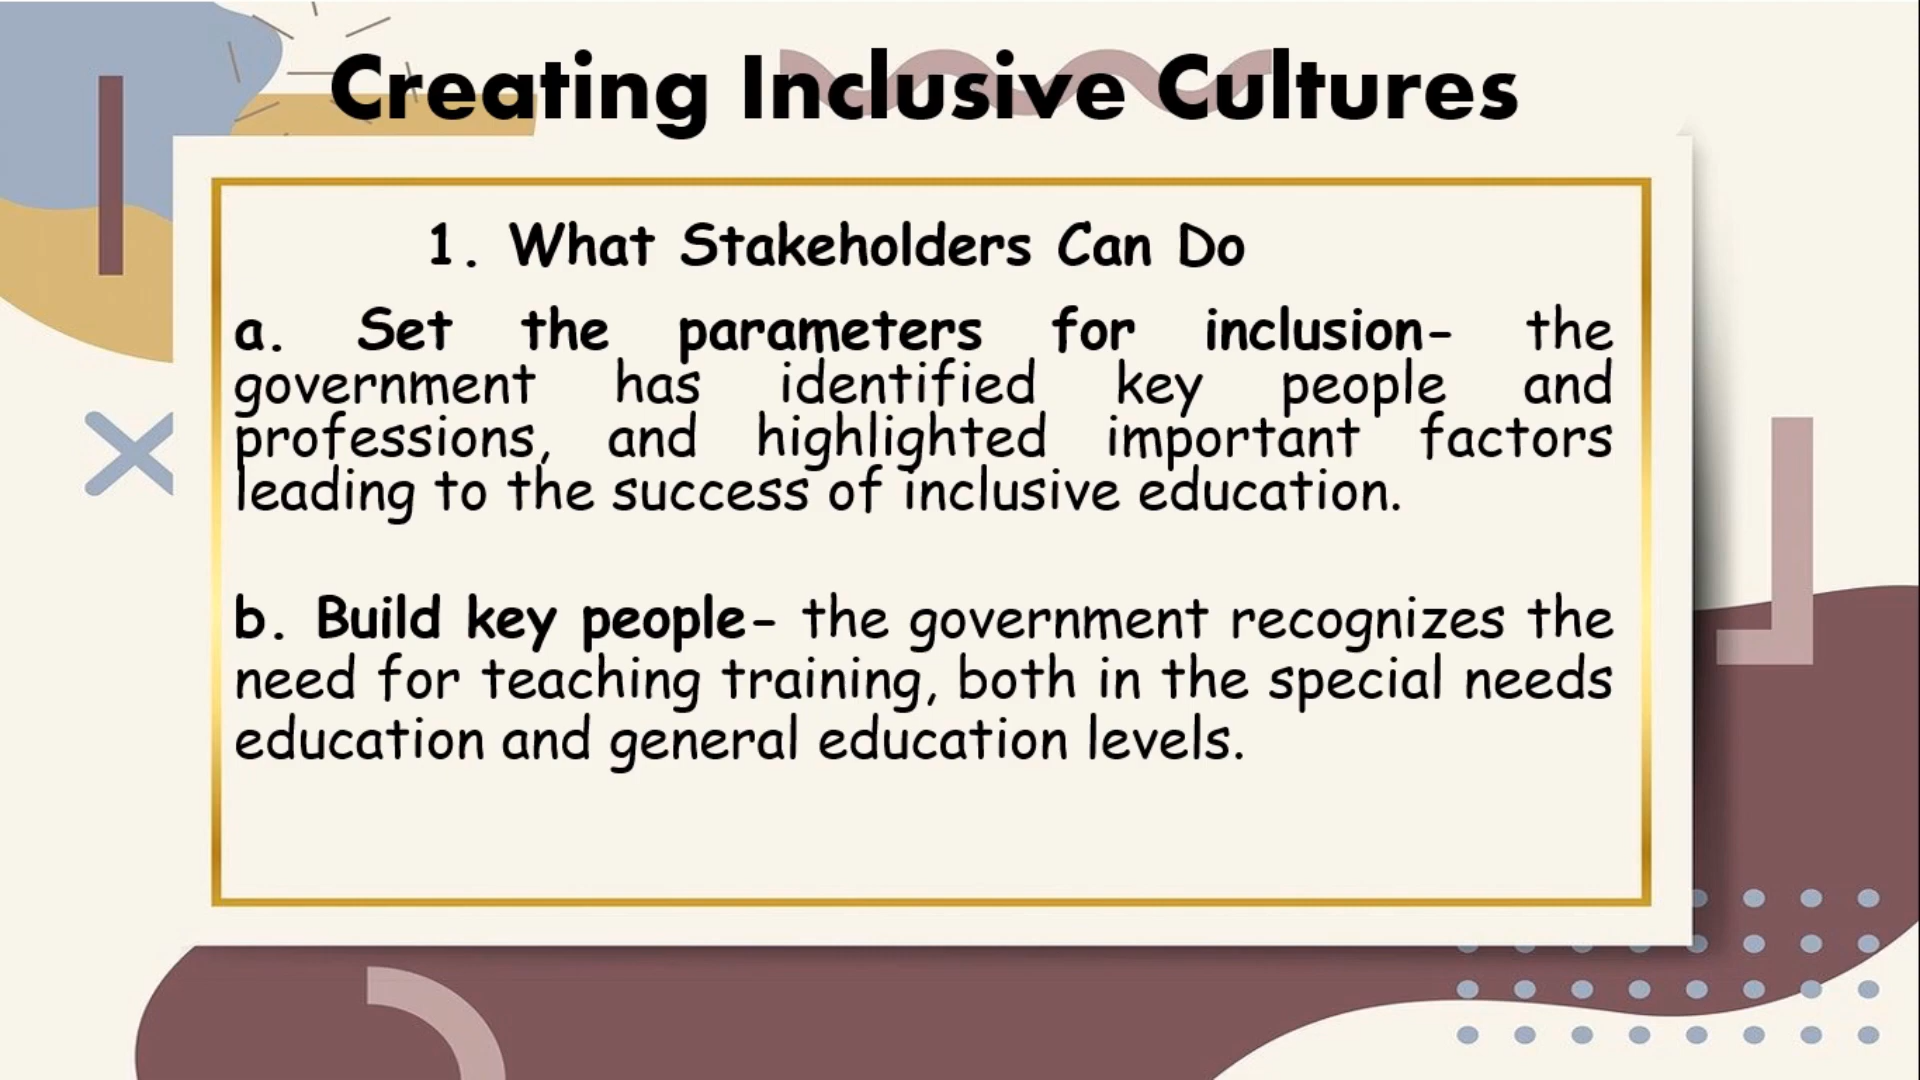 Creating Inclusive Cultures
1. What Stakeholders Can Do
a. Set the parameters for inclusion- the
government has identified key people and
professions, and highlighted important factors
leading to the success of inclusive education.
b. Build key people- the government recognizes the
need for teaching training, both in the special needs
education and general education levels.